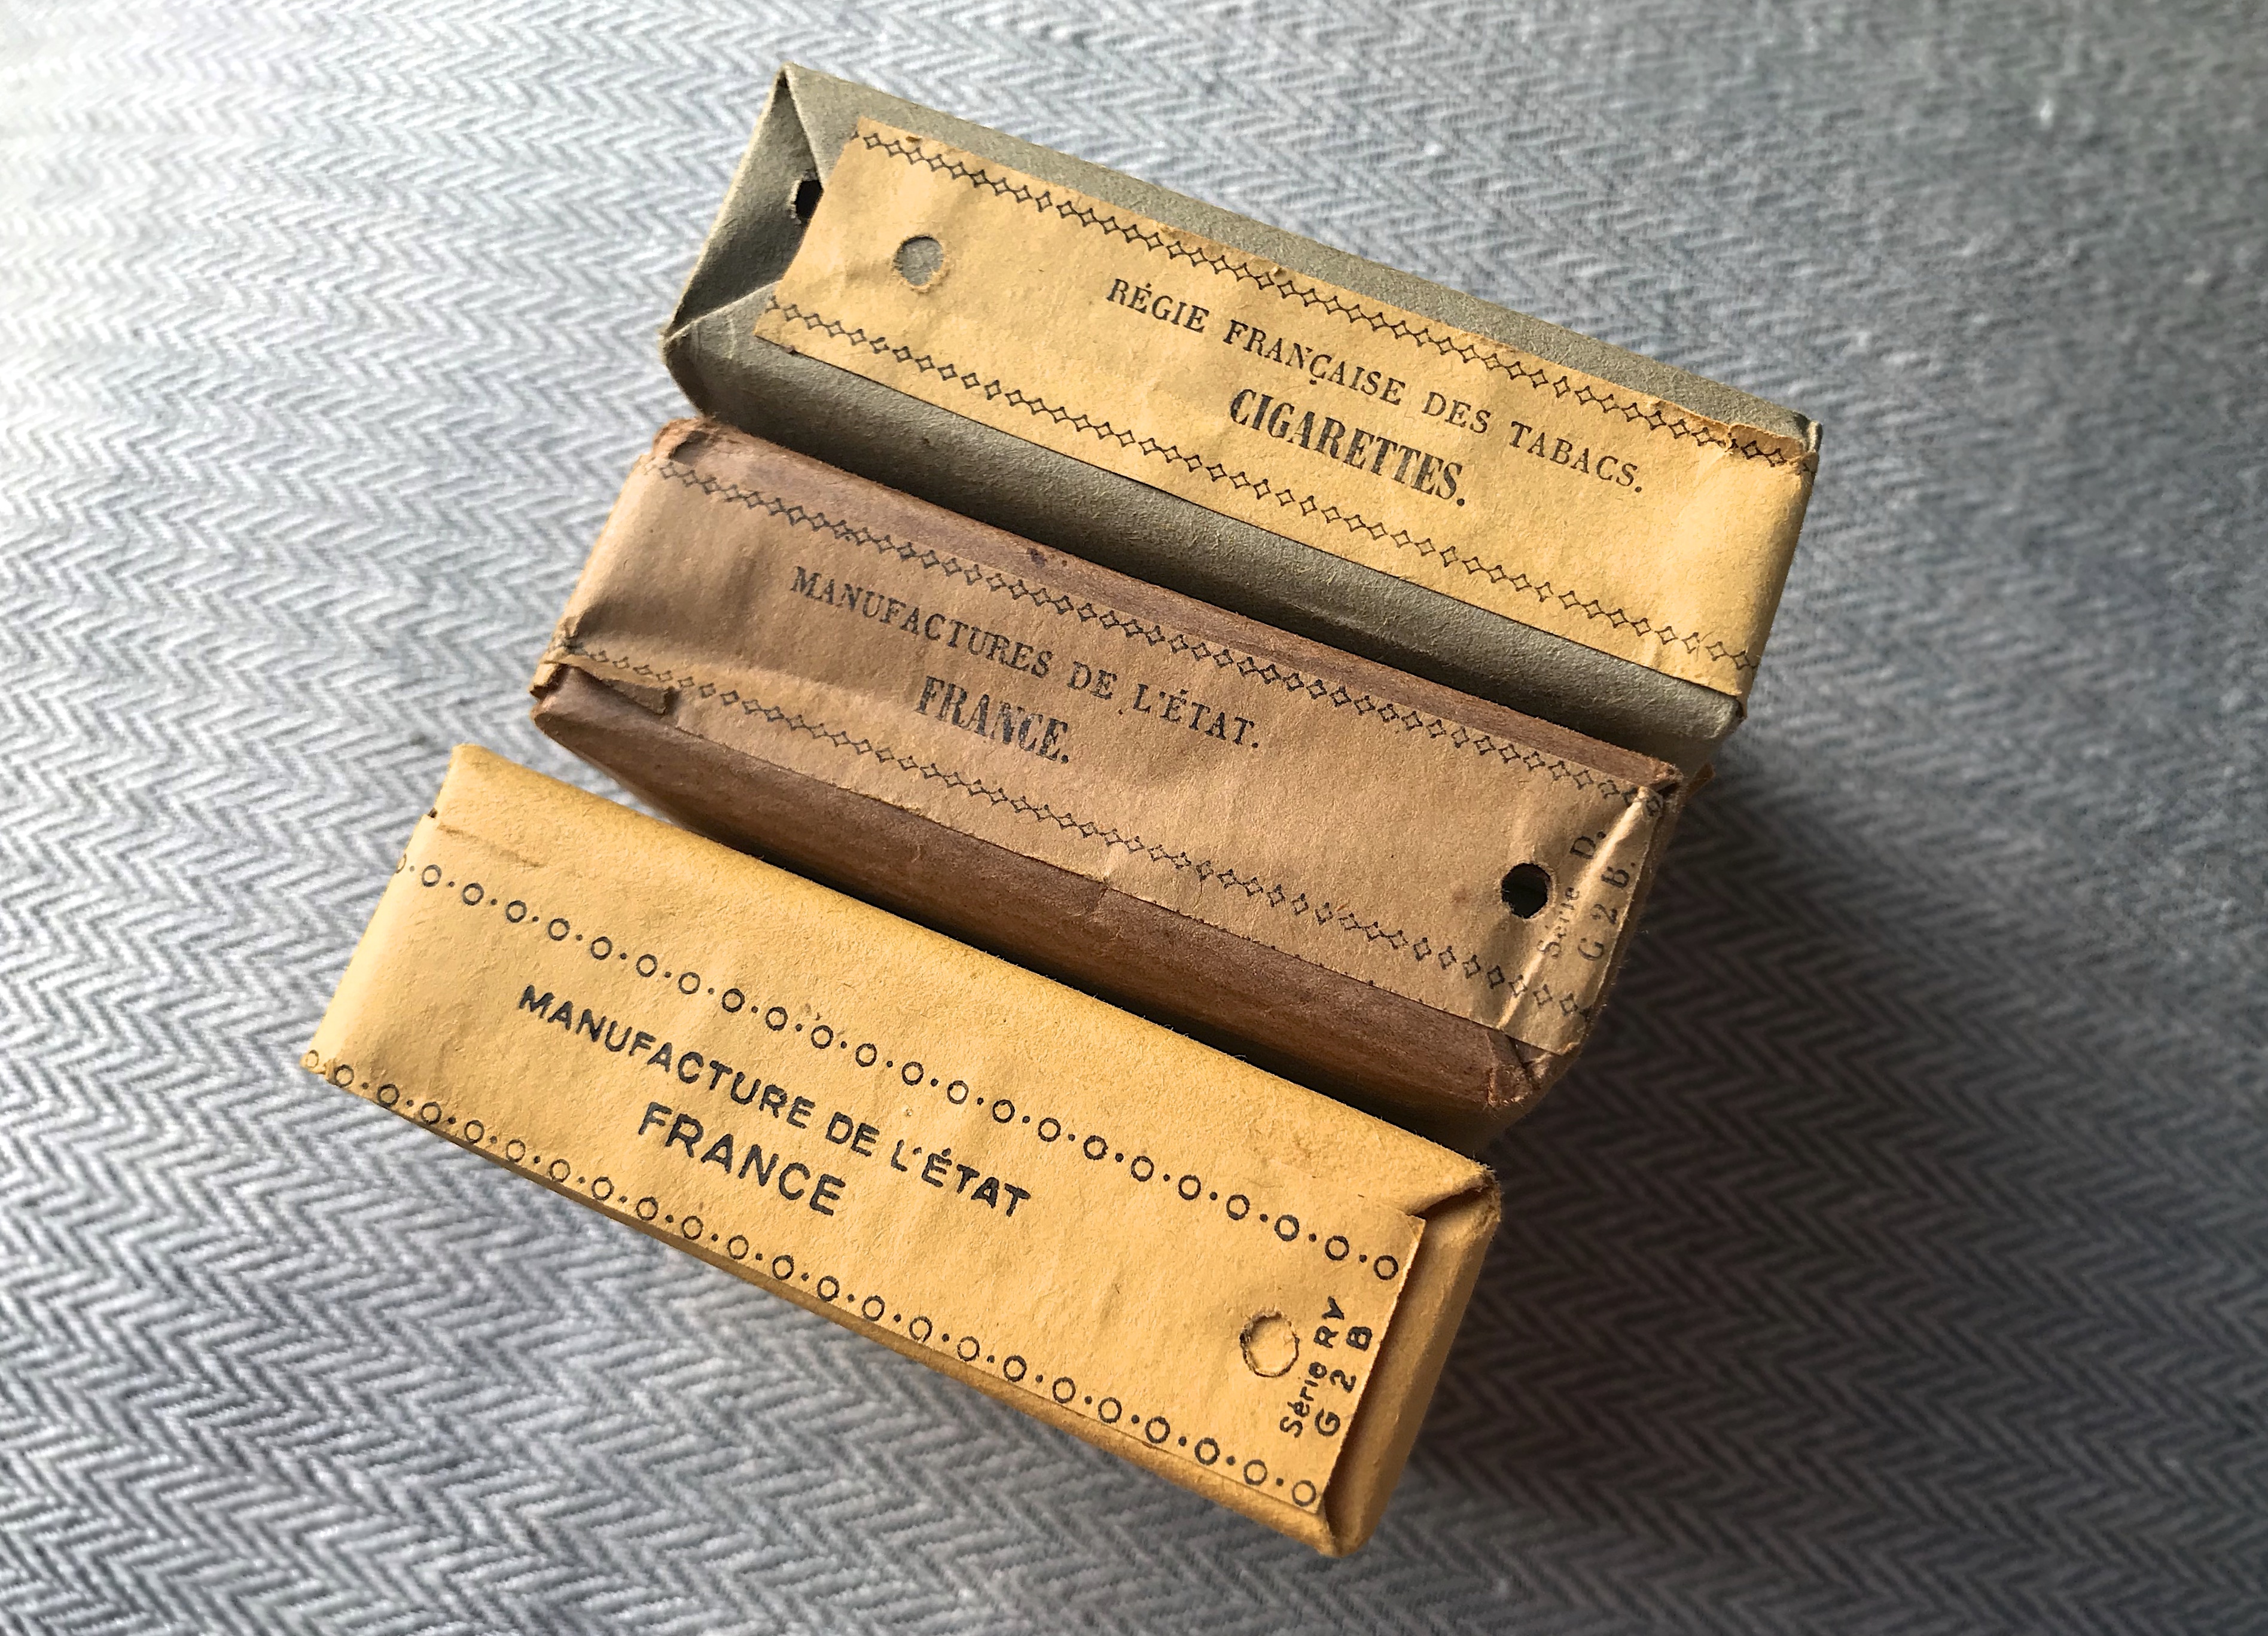 RÉGIE FRANÇAISE DES TABACS.
CIGARETTES.
MANUFACTURES DE L'ÉTAT.
FRANCE.
Série D.
G 2 B.
MANUFACTURE DE L'ÉTAT
FRANCE
Série RY
G 2 B